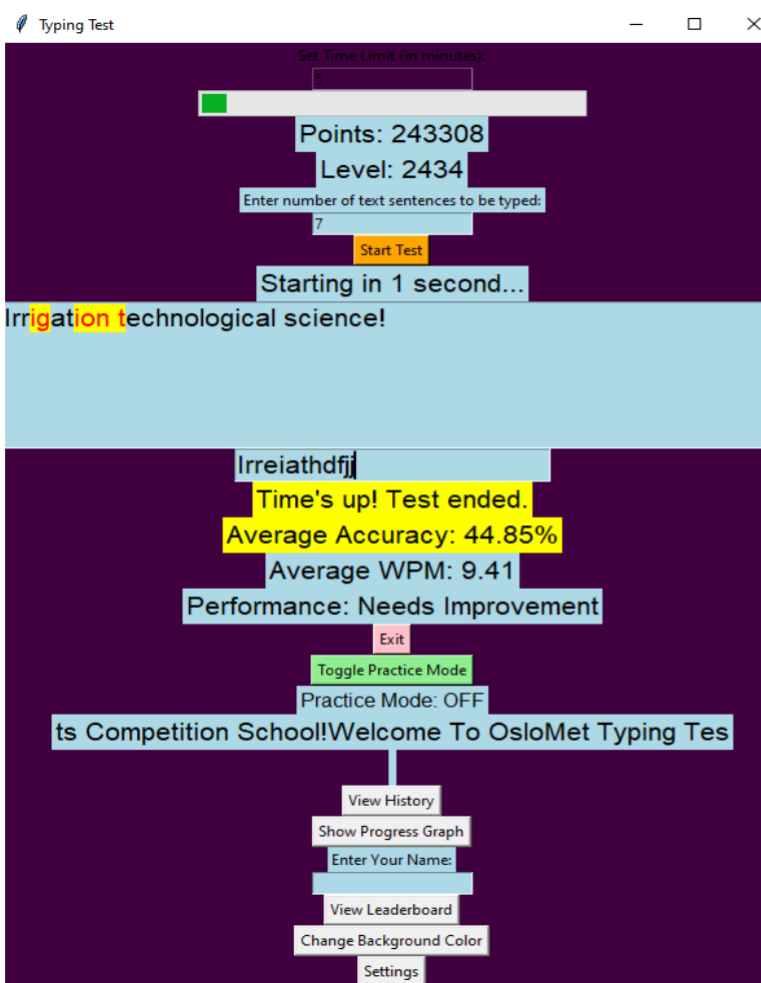 Typing Test
Set Time Limit (in minutes):
5
Points: 243308
Level: 2434
Enter number of text sentences to be typed:
7
Start Test
Starting in 1 second...
Irrigation technological science!
Irreiathdfjj
Time's up! Test ended.
Average Accuracy: 44.85%
Average WPM: 9.41
Performance: Needs Improvement
Exit
Toggle Practice Mode
Practice Mode: OFF
ts Competition School!Welcome To OsloMet Typing Tes
View History
Show Progress Graph
Enter Your Name:
View Leaderboard
Change Background Color
Settings